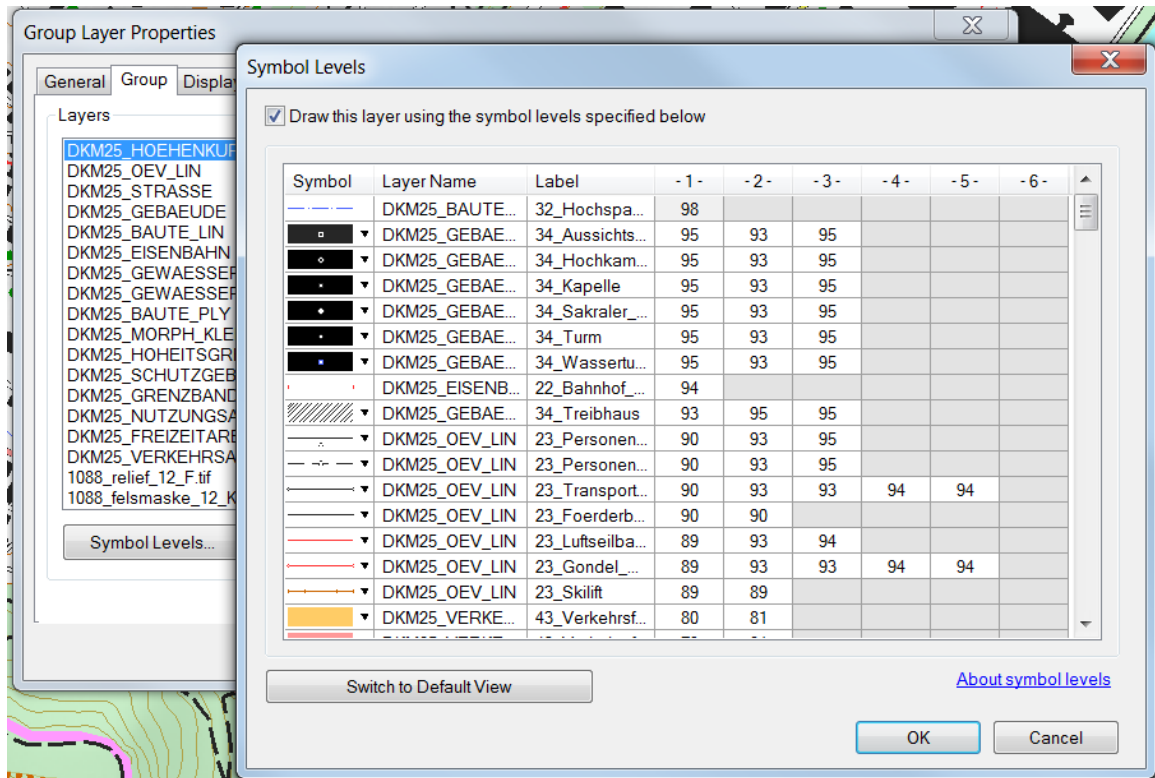 Group Layer Properties
General Group Displa
Layers
DKM25_HOEHENKUR
DKM25_OEV_LIN
DKM25_STRASSE
DKM25_GEBAEUDE
DKM25_BAUTE_LIN
DKM25_EISENBAHN
DKM25_GEWAESSER
DKM25_GEWAESSER
DKM25_BAUTE_PLY
DKM25_MORPH_KLE
DKM25_HOHEITSGRE
DKM25_SCHUTZGEB
DKM25_GRENZBAND
DKM25_NUTZUNGSA
DKM25_FREIZEITARE
DKM25_VERKEHRSA
1088_relief_12_F.tif
1088_felsmaske_12_K
Symbol Levels...
Symbol Levels
Draw this layer using the symbol levels specified below
Symbol Layer Name Label - 1 - - 2 - - 3 - - 4 - - 5 - - 6 -
DKM25_BAUTE... 32_Hochspa... 98
DKM25_GEBAE... 34_Aussichts... 95 93 95
DKM25_GEBAE... 34_Hochkam... 95 93 95
DKM25_GEBAE... 34_Kapelle 95 93 95
DKM25_GEBAE... 34_Sakraler_... 95 93 95
DKM25_GEBAE... 34_Turm 95 93 95
DKM25_GEBAE... 34_Wassertu... 95 93 95
DKM25_EISENB... 22_Bahnhof_... 94
DKM25_GEBAE... 34_Treibhaus 93 95 95
DKM25_OEV_LIN 23_Personen... 90 93 95
DKM25_OEV_LIN 23_Personen... 90 93 95
DKM25_OEV_LIN 23_Transport... 90 93 93 94 94
DKM25_OEV_LIN 23_Foerderb... 90 90
DKM25_OEV_LIN 23_Luftseilba... 89 93 94
DKM25_OEV_LIN 23_Gondel_... 89 93 93 94 94
DKM25_OEV_LIN 23_Skilift 89 89
DKM25_VERKE... 43_Verkehrsf... 80 81
Switch to Default View
About symbol levels
OK Cancel